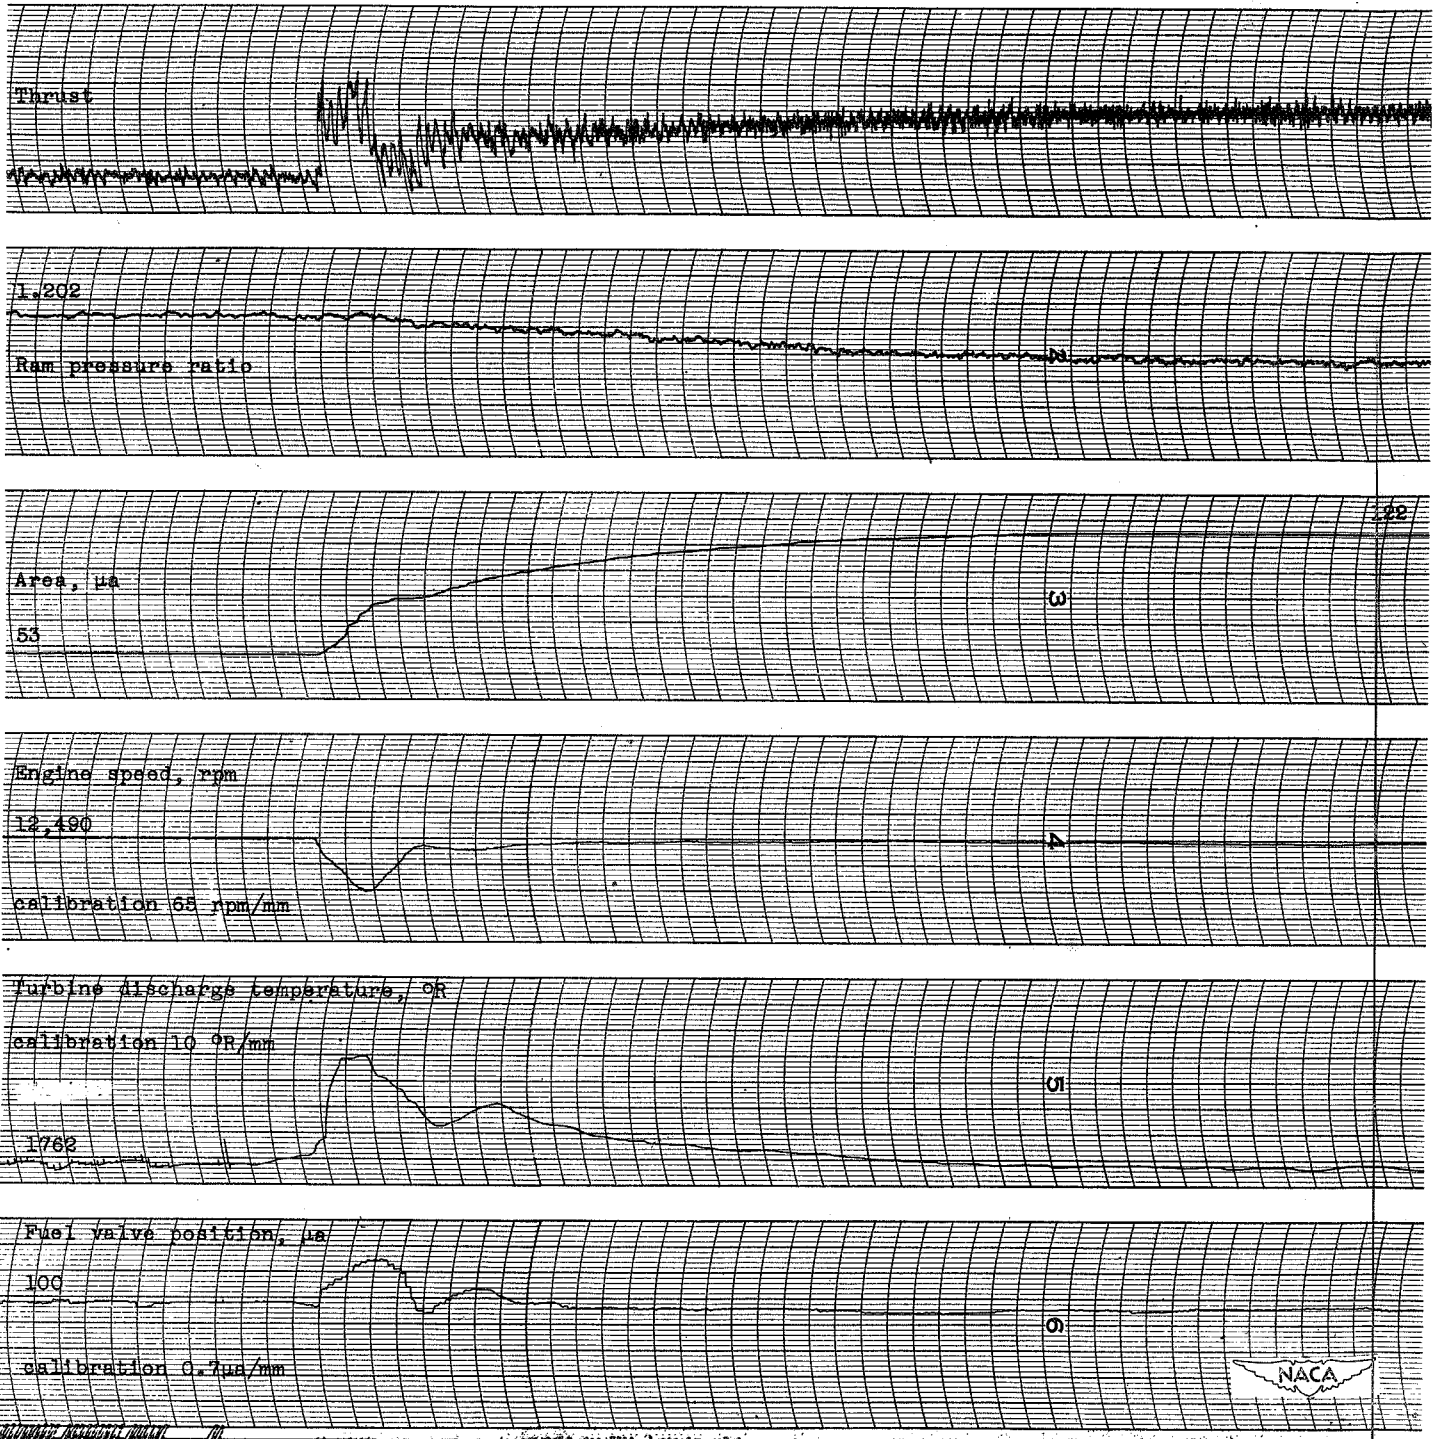 Thrust
1.202
Ram pressure ratio
2
122
Area, µa
3
53
Engine speed, rpm
12,490
4
calibration 65 rpm/mm
Turbine discharge temperature, °R
calibration 10 °R/mm
5
1762
Fuel valve position, µa
100
6
calibration 0.7µa/mm
NACA